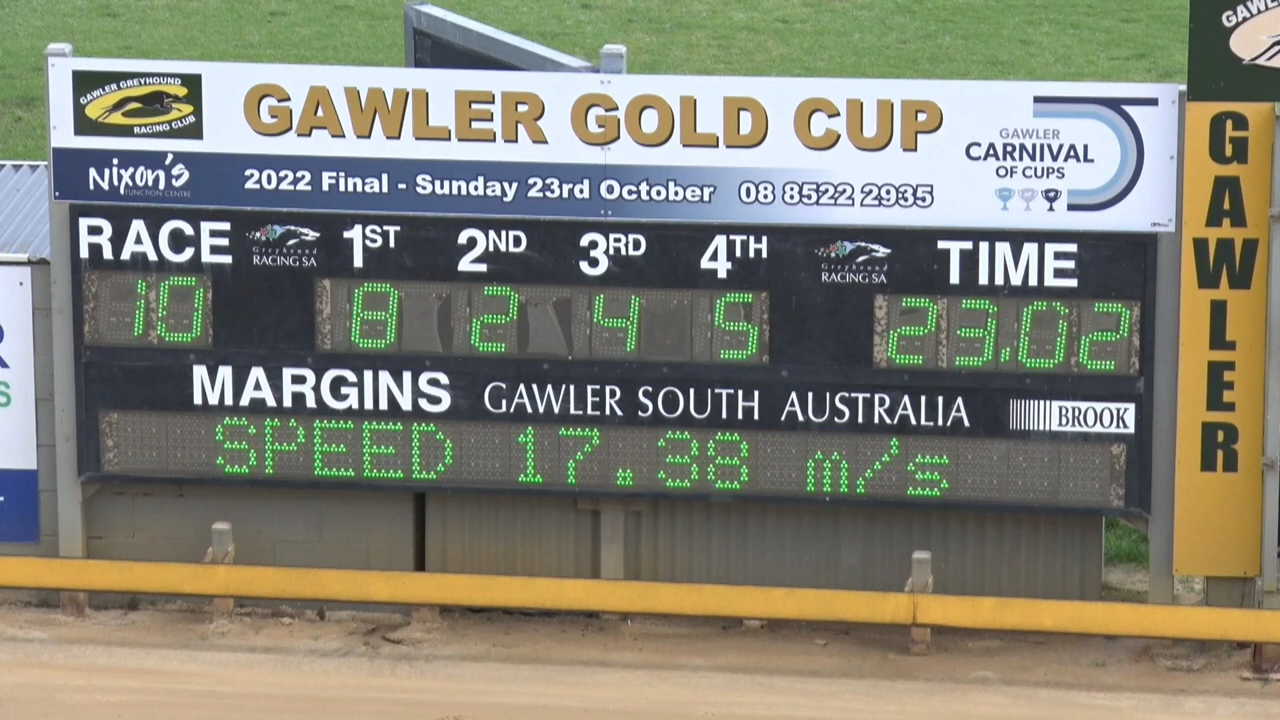 GAWLER GREYHOUND
RACING CLUB
GAWLER GOLD CUP
GAWLER
CARNIVAL
OF CUPS
Nixon's
FUNCTION CENTRE
2022 Final - Sunday 23rd October 08 8522 2935
RACE 1ST 2ND 3RD 4TH TIME
Greyhound
RACING SA
Greyhound
RACING SA
10 8 2 4 5 23.02
MARGINS GAWLER SOUTH AUSTRALIA BROOK
SPEED 17.38 m/s
GAWLER
GAWLER
R
S
r